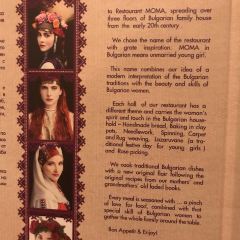 to Restaurant MOMA, spreading over
three floors of Bulgarian family house
from the early 20th century
We chose the name of the restaurant
with grate inspiration: MOMA in
Bulgarian means unmarried young girl.
This name combines our idea of a
modern interpretation of the Bulgarian
traditions with the beauty and skills of
Bulgarian women.
Each hall of our restaurant has a
different theme and carries the woman's
spirit and touch in the Bulgarian house-
hold – Handmade bread, Baking in clay
pots, Needlework, Spinning, Carpet
and Rug weaving, Lazaruvane (a tra-
ditional festive day for young girls)
and Rose-picking.
We cook traditional Bulgarian dishes
with a new original flair following the
original recipes from our mothers' and
grandmothers' old faded books.
Every meal is seasoned with ... a pinch
of love for food, combined with that
special skill of Bulgarian women to
gather the whole family around the table.
Bon Appetit & Enjoy!